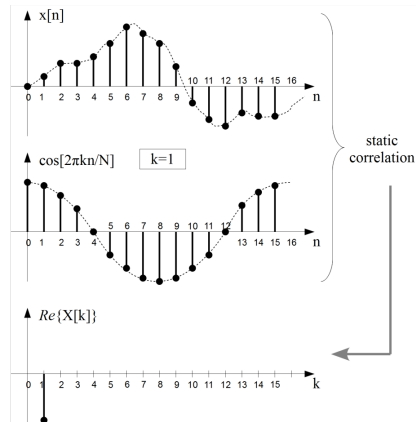 x[n]
10 11 12 13 14 15 16
0 1 2 3 4 5 6 7 8 9
n
static
correlation
cos[2πkn/N]
k=1
5 6 7 8 9 10 11 12
0 1 2 3 4 13 14 15 16
n
Re{X[k]}
0 1 2 3 4 5 6 7 8 9 10 11 12 13 14 15
k